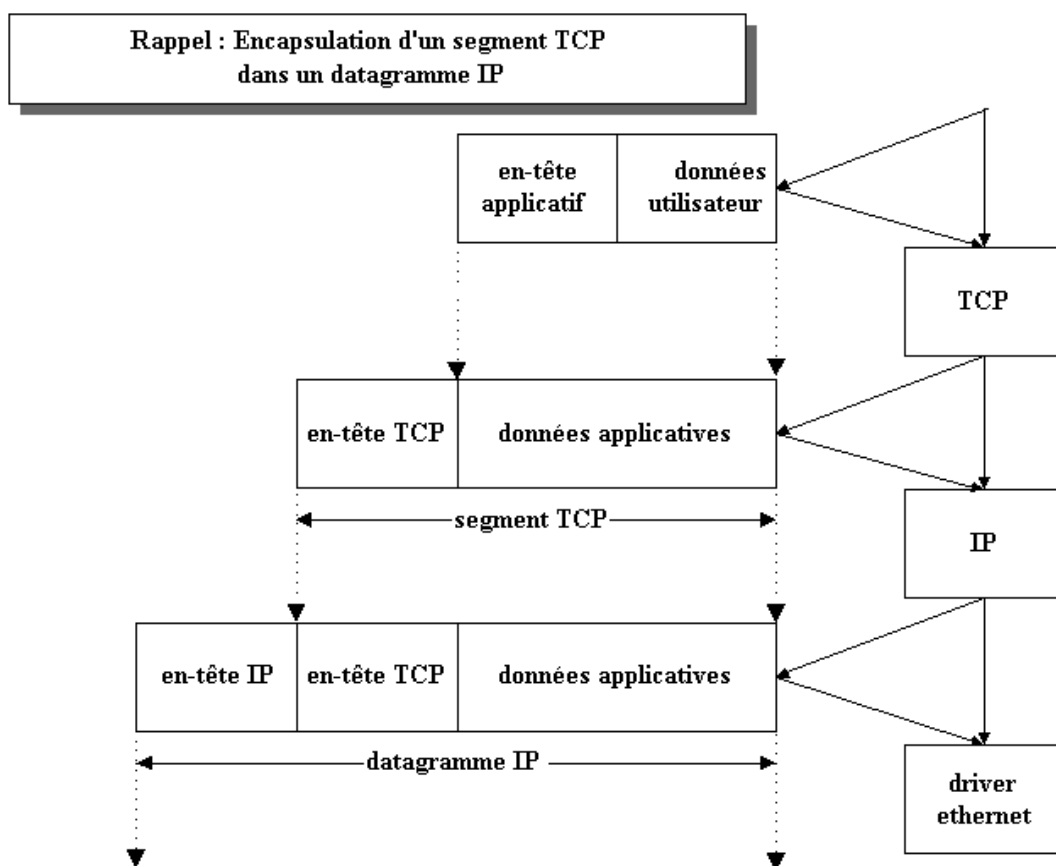 Rappel : Encapsulation d'un segment TCP
dans un datagramme IP
en-tête
applicatif
données
utilisateur
TCP
en-tête TCP
données applicatives
segment TCP
IP
en-tête IP
en-tête TCP
données applicatives
datagramme IP
driver
ethernet